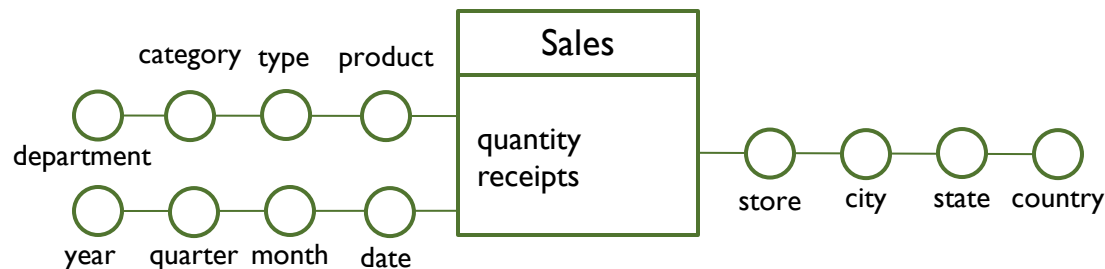 Sales
category type product
department
quantity
receipts
store city state country
year quarter month date